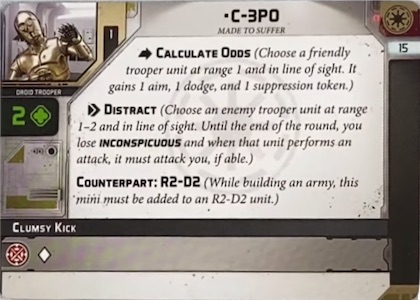 •C-3PO
MADE TO SUFFER
1
15
DROID TROOPER
2
CALCULATE ODDS (Choose a friendly
trooper unit at range 1 and in line of sight. It
gains 1 aim, 1 dodge, and 1 suppression token.)
DISTRACT (Choose an enemy trooper unit at range
1–2 and in line of sight. Until the end of the round, you
lose INCONSPICUOUS and when that unit performs an
attack, it must attack you, if able.)
COUNTERPART: R2-D2 (While building an army, this
mini must be added to an R2-D2 unit.)
CLUMSY KICK